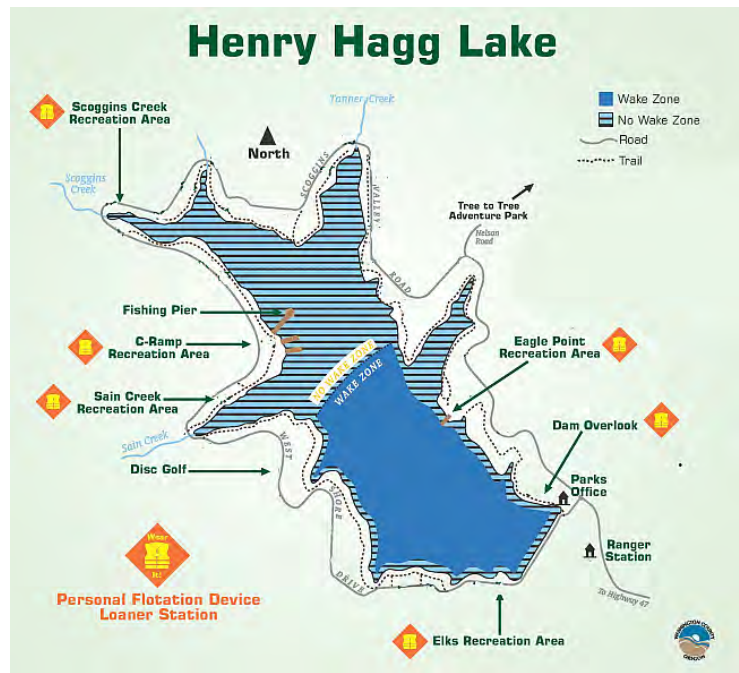 Henry Hagg Lake
Scoggins Creek
Recreation Area
Tanner Creek
Wake Zone
No Wake Zone
Road
Trail
North
SCOGGINS
VALLEY
ROAD
Scoggins
Creek
Tree to Tree
Adventure Park
Nelson
Road
Fishing Pier
C-Ramp
Recreation Area
NO WAKE ZONE
WAKE ZONE
Eagle Point
Recreation Area
Sain Creek
Recreation Area
Sain Creek
Dam Overlook
Disc Golf
WEST
SHORE
DRIVE
Parks
Office
Ranger
Station
Wear
It!
Personal Flotation Device
Loaner Station
To Highway 47
Elks Recreation Area
WASHINGTON COUNTY
OREGON